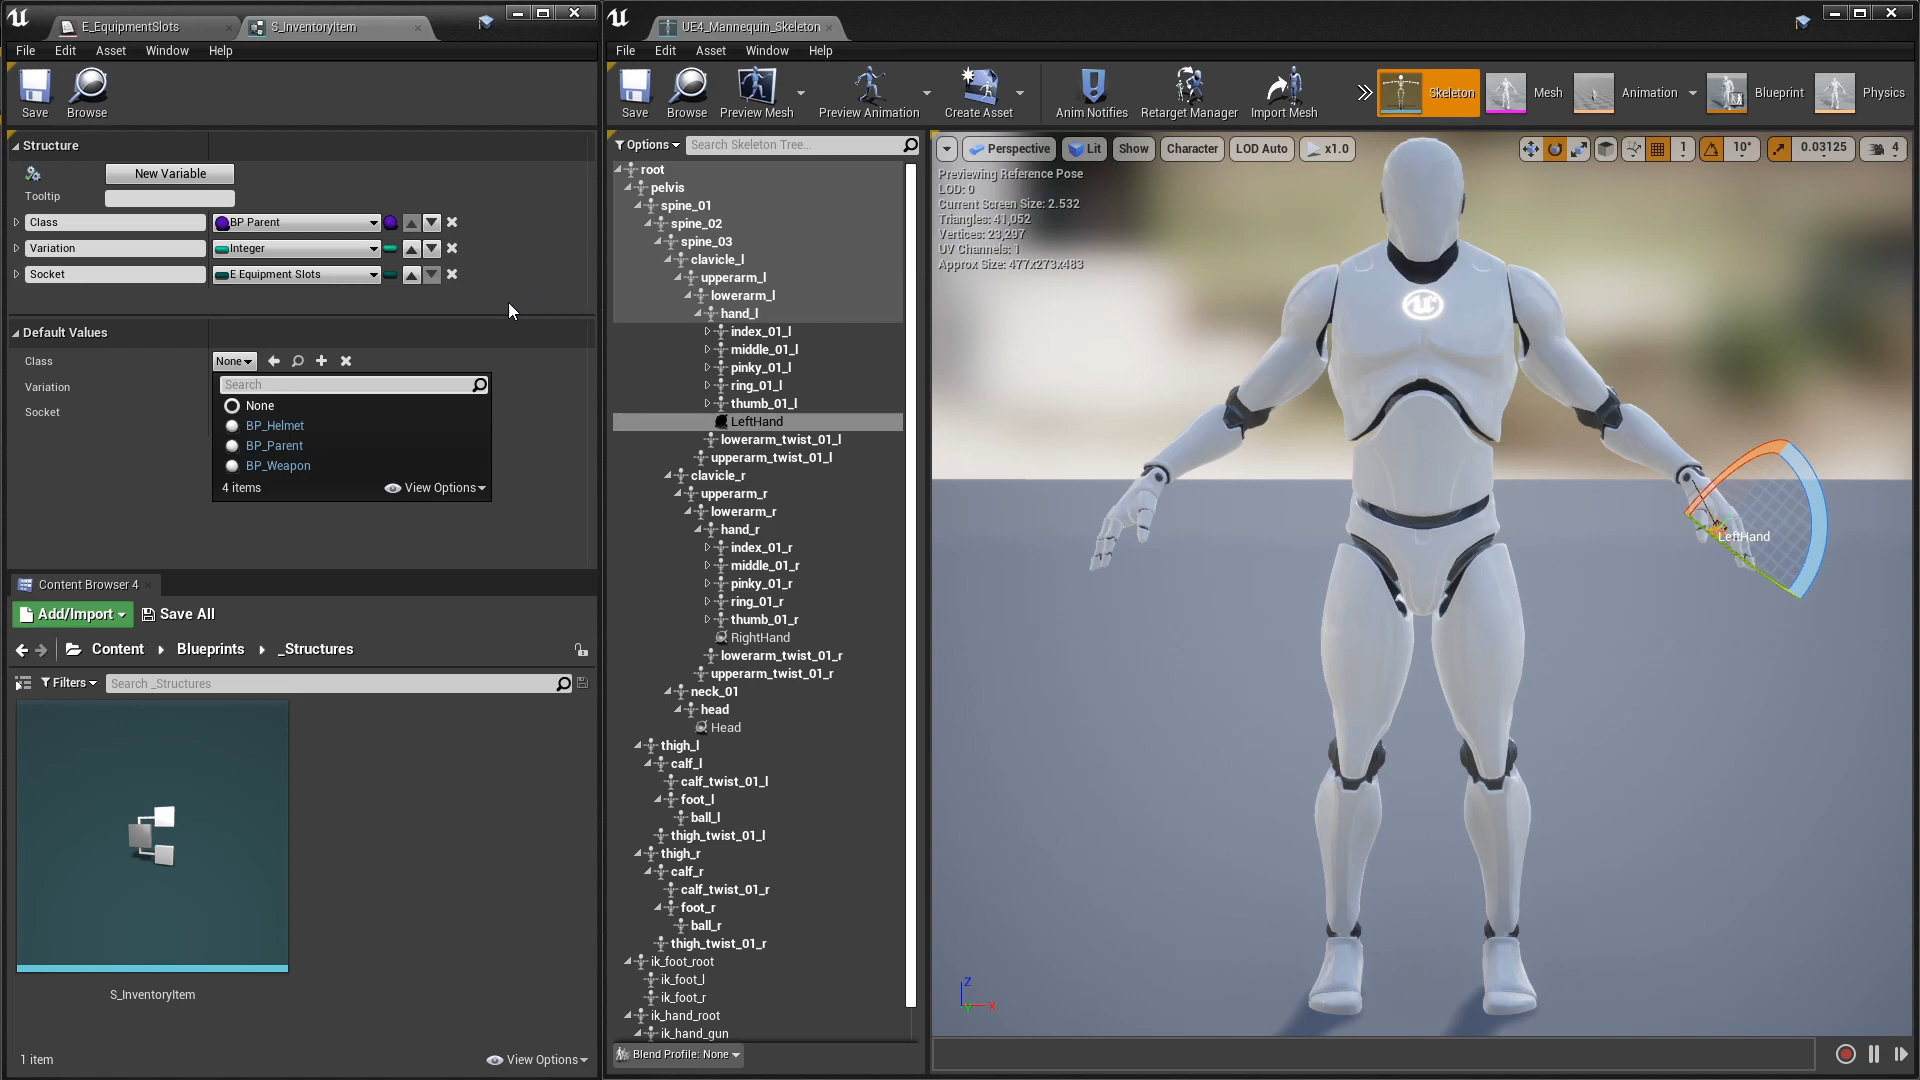 E_EquipmentSlots
S_InventoryItem
File Edit Asset Window Help
Save
Browse
Structure
New Variable
Tooltip
Class BP Parent
Variation Integer
Socket E Equipment Slots
Default Values
Class None
Variation
Socket
Search
None
BP_Helmet
BP_Parent
BP_Weapon
4 items
View Options
Content Browser 4
Add/Import
Save All
Content
Blueprints
_Structures
Filters
Search _Structures
S_InventoryItem
1 item
View Options
UE4_Mannequin_Skeleton
File Edit Asset Window Help
Save
Browse
Preview Mesh
Preview Animation
Create Asset
Anim Notifies
Retarget Manager
Import Mesh
Skeleton
Mesh
Animation
Blueprint
Physics
Options
Search Skeleton Tree...
root
pelvis
spine_01
spine_02
spine_03
clavicle_l
upperarm_l
lowerarm_l
hand_l
index_01_l
middle_01_l
pinky_01_l
ring_01_l
thumb_01_l
LeftHand
lowerarm_twist_01_l
upperarm_twist_01_l
clavicle_r
upperarm_r
lowerarm_r
hand_r
index_01_r
middle_01_r
pinky_01_r
ring_01_r
thumb_01_r
RightHand
lowerarm_twist_01_r
upperarm_twist_01_r
neck_01
head
Head
thigh_l
calf_l
calf_twist_01_l
foot_l
ball_l
thigh_twist_01_l
thigh_r
calf_r
calf_twist_01_r
foot_r
ball_r
thigh_twist_01_r
ik_foot_root
ik_foot_l
ik_foot_r
ik_hand_root
ik_hand_gun
Blend Profile: None
Perspective
Lit
Show
Character
LOD Auto
x1.0
1
10°
0.03125
4
Previewing Reference Pose
LOD: 0
Current Screen Size: 2.532
Triangles: 41,052
Vertices: 23,297
UV Channels: 1
Approx Size: 477x273x483
LeftHand
Z
Y
X